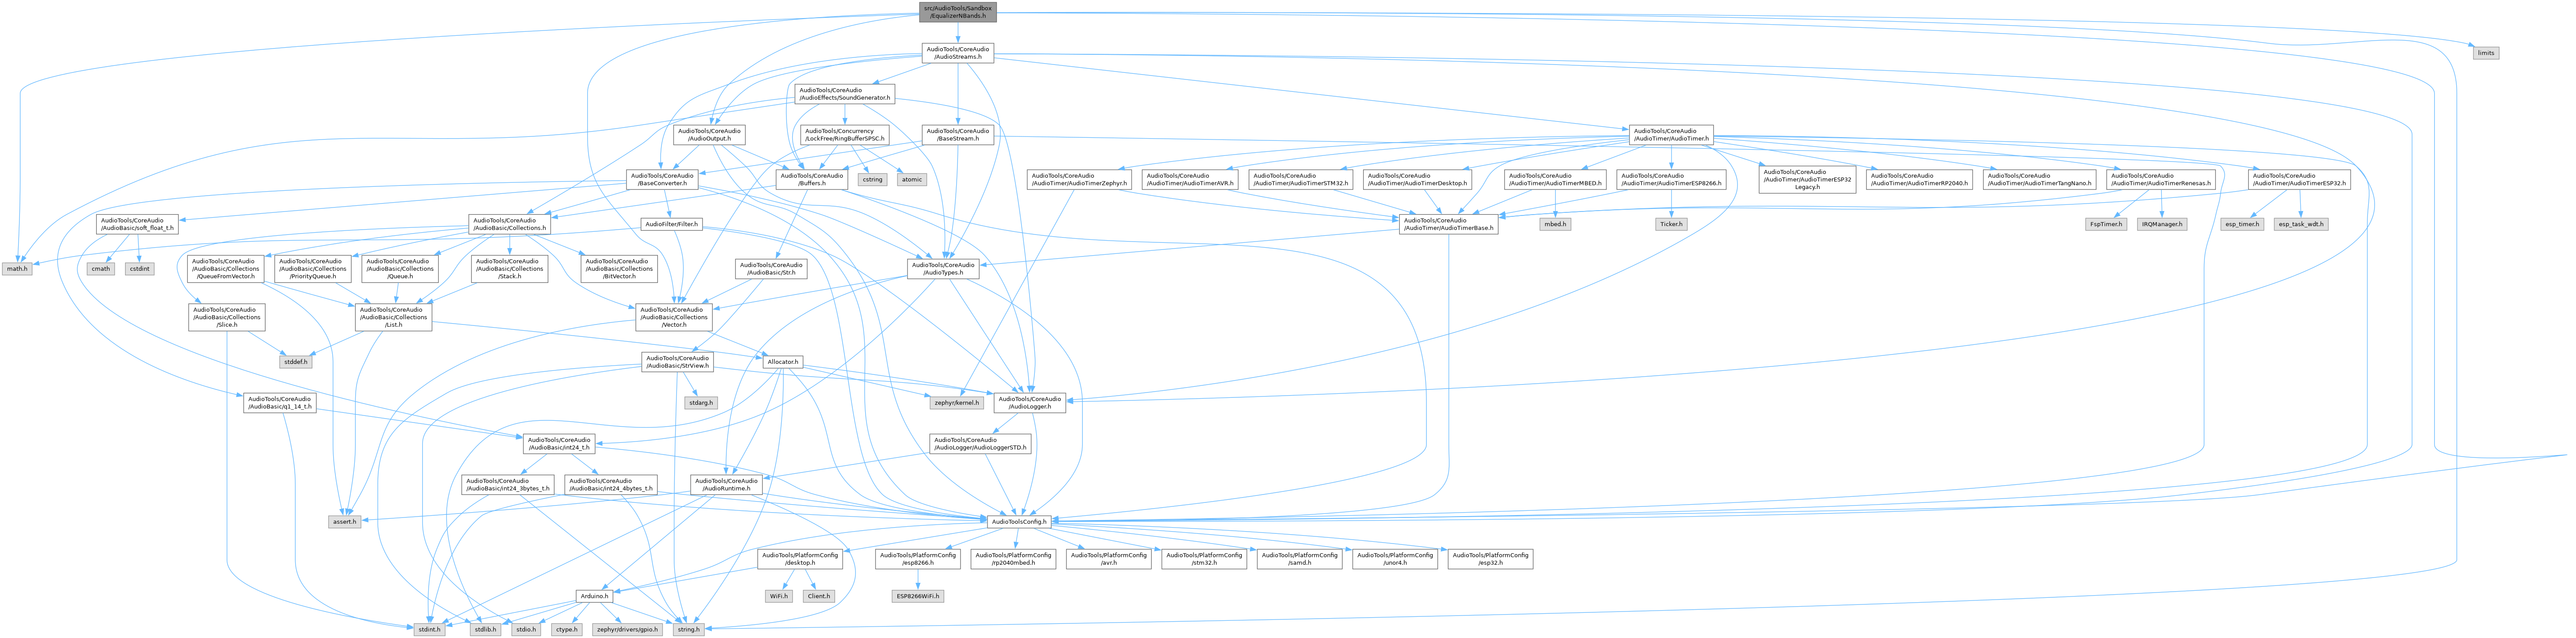 src/AudioTools/Sandbox
/EqualizerNBands.h
AudioTools/CoreAudio
/AudioStreams.h
limits
AudioTools/CoreAudio
/AudioEffects/SoundGenerator.h
AudioTools/CoreAudio
/AudioOutput.h
AudioTools/Concurrency
/LockFree/RingBufferSPSC.h
AudioTools/CoreAudio
/BaseStream.h
AudioTools/CoreAudio
/AudioTimer/AudioTimer.h
AudioTools/CoreAudio
/BaseConverter.h
AudioTools/CoreAudio
/Buffers.h
cstring
atomic
AudioTools/CoreAudio
/AudioTimer/AudioTimerZephyr.h
AudioTools/CoreAudio
/AudioTimer/AudioTimerAVR.h
AudioTools/CoreAudio
/AudioTimer/AudioTimerSTM32.h
AudioTools/CoreAudio
/AudioTimer/AudioTimerDesktop.h
AudioTools/CoreAudio
/AudioTimer/AudioTimerMBED.h
AudioTools/CoreAudio
/AudioTimer/AudioTimerESP8266.h
AudioTools/CoreAudio
/AudioTimer/AudioTimerESP32
Legacy.h
AudioTools/CoreAudio
/AudioTimer/AudioTimerRP2040.h
AudioTools/CoreAudio
/AudioTimer/AudioTimerTangNano.h
AudioTools/CoreAudio
/AudioTimer/AudioTimerRenesas.h
AudioTools/CoreAudio
/AudioTimer/AudioTimerESP32.h
AudioTools/CoreAudio
/AudioBasic/soft_float_t.h
AudioTools/CoreAudio
/AudioBasic/Collections.h
AudioFilter/Filter.h
AudioTools/CoreAudio
/AudioTimer/AudioTimerBase.h
mbed.h
Ticker.h
FspTimer.h
IRQManager.h
esp_timer.h
esp_task_wdt.h
math.h
cmath
cstdint
AudioTools/CoreAudio
/AudioBasic/Collections
/QueueFromVector.h
AudioTools/CoreAudio
/AudioBasic/Collections
/PriorityQueue.h
AudioTools/CoreAudio
/AudioBasic/Collections
/Queue.h
AudioTools/CoreAudio
/AudioBasic/Collections
/Stack.h
AudioTools/CoreAudio
/AudioBasic/Collections
/BitVector.h
AudioTools/CoreAudio
/AudioBasic/Str.h
AudioTools/CoreAudio
/AudioTypes.h
AudioTools/CoreAudio
/AudioBasic/Collections
/Slice.h
AudioTools/CoreAudio
/AudioBasic/Collections
/List.h
AudioTools/CoreAudio
/AudioBasic/Collections
/Vector.h
stddef.h
AudioTools/CoreAudio
/AudioBasic/StrView.h
Allocator.h
AudioTools/CoreAudio
/AudioBasic/q1_14_t.h
stdarg.h
zephyr/kernel.h
AudioTools/CoreAudio
/AudioLogger.h
AudioTools/CoreAudio
/AudioBasic/int24_t.h
AudioTools/CoreAudio
/AudioLogger/AudioLoggerSTD.h
AudioTools/CoreAudio
/AudioBasic/int24_3bytes_t.h
AudioTools/CoreAudio
/AudioBasic/int24_4bytes_t.h
AudioTools/CoreAudio
/AudioRuntime.h
assert.h
AudioToolsConfig.h
AudioTools/PlatformConfig
/desktop.h
AudioTools/PlatformConfig
/esp8266.h
AudioTools/PlatformConfig
/rp2040mbed.h
AudioTools/PlatformConfig
/avr.h
AudioTools/PlatformConfig
/stm32.h
AudioTools/PlatformConfig
/samd.h
AudioTools/PlatformConfig
/unor4.h
AudioTools/PlatformConfig
/esp32.h
Arduino.h
WiFi.h
Client.h
ESP8266WiFi.h
stdint.h
stdlib.h
stdio.h
ctype.h
zephyr/drivers/gpio.h
string.h